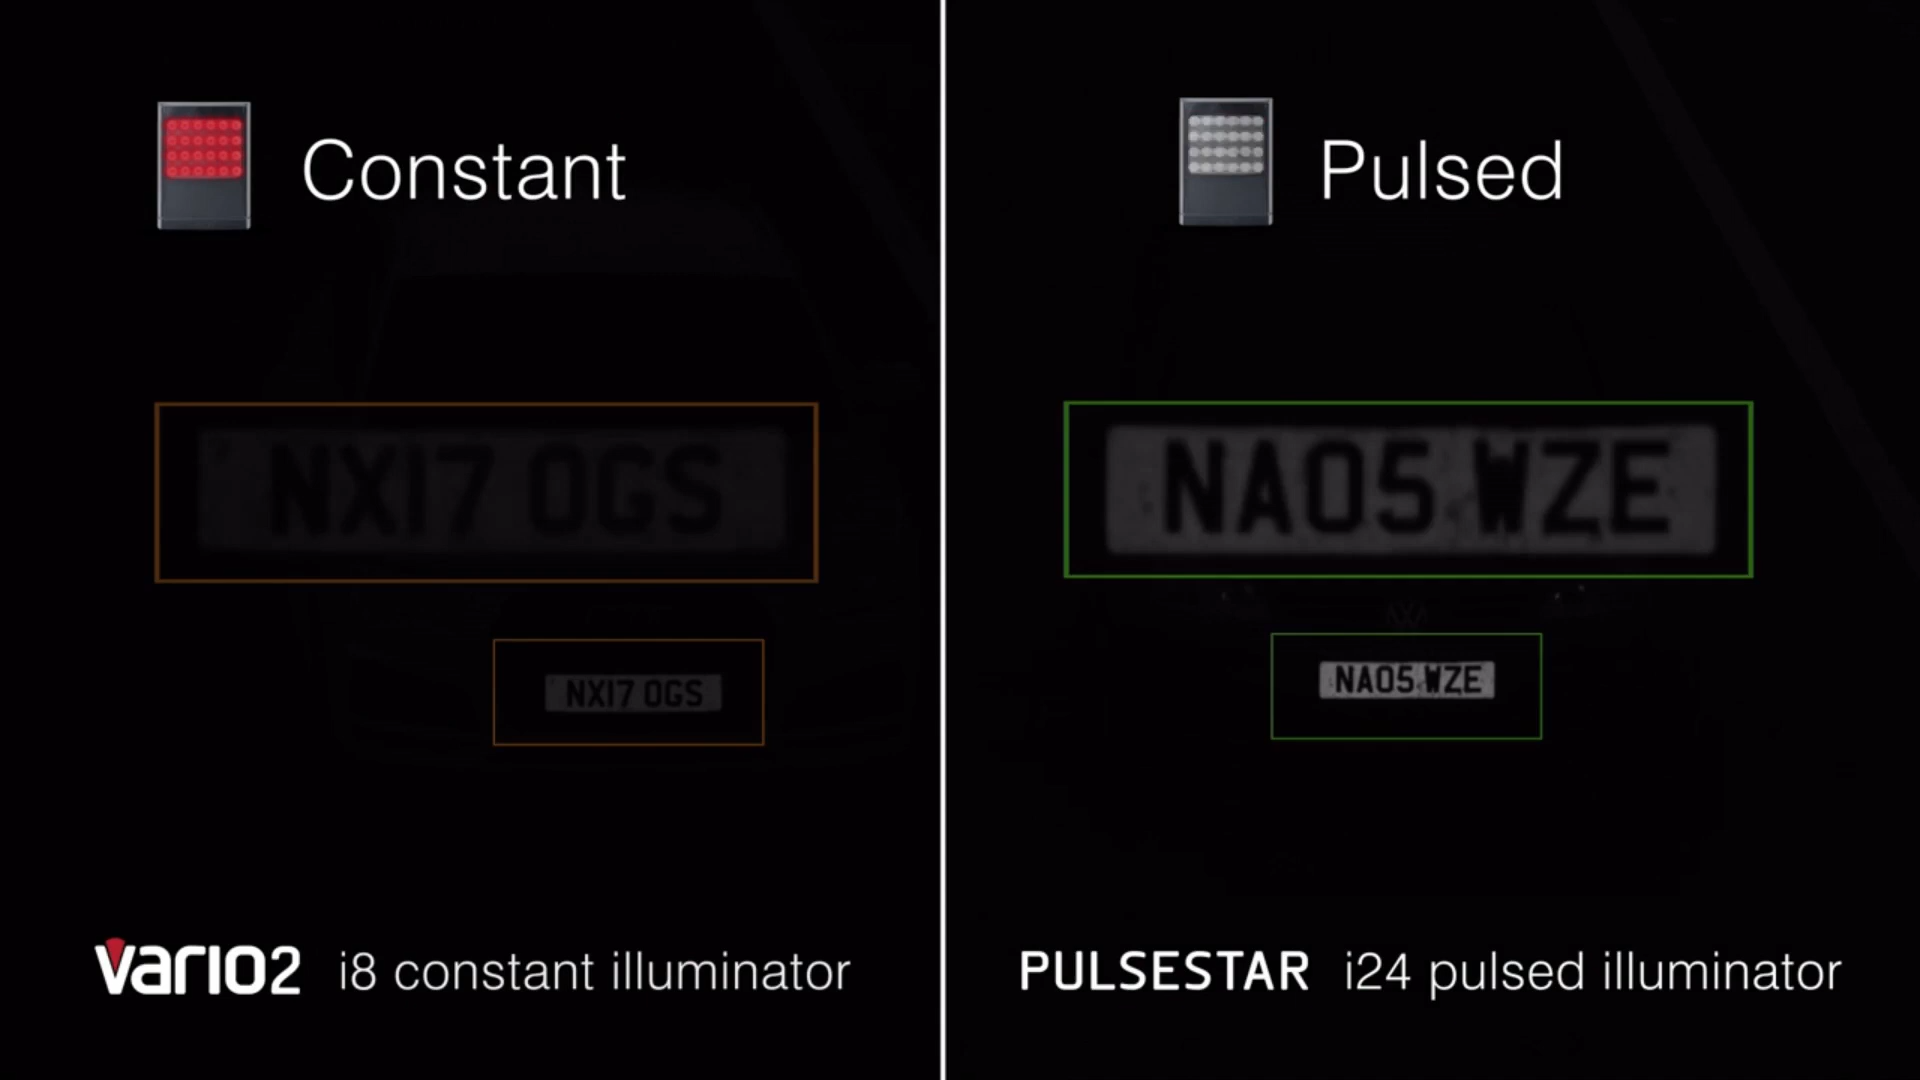 Constant
NX17 OGS
NX17 OGS
VARIO2 i8 constant illuminator
Pulsed
NA05 WZE
NA05 WZE
PULSESTAR i24 pulsed illuminator